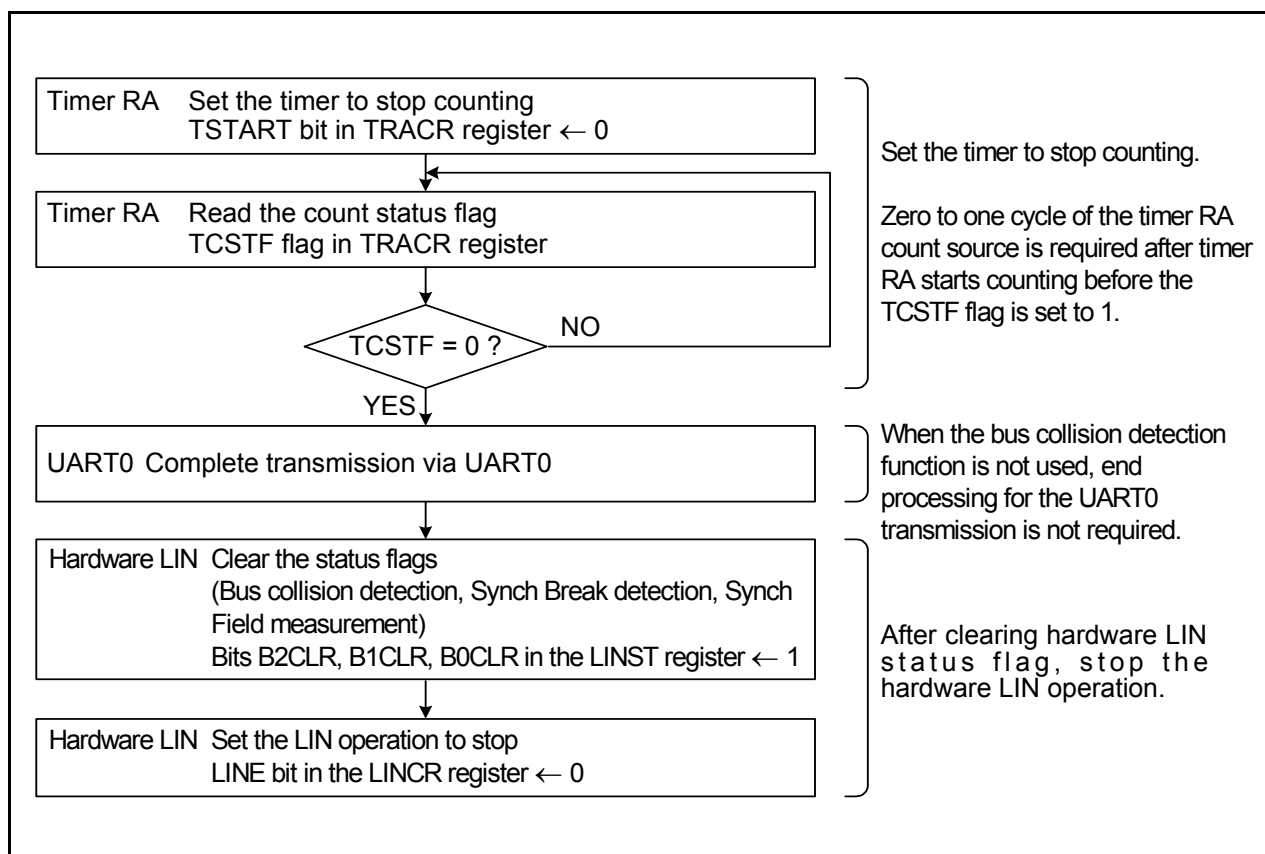 Timer RA Set the timer to stop counting
TSTART bit in TRACR register ← 0
Timer RA Read the count status flag
TCSTF flag in TRACR register
TCSTF = 0 ?
NO
YES
Set the timer to stop counting.
Zero to one cycle of the timer RA
count source is required after timer
RA starts counting before the
TCSTF flag is set to 1.
UART0 Complete transmission via UART0
When the bus collision detection
function is not used, end
processing for the UART0
transmission is not required.
Hardware LIN Clear the status flags
(Bus collision detection, Synch Break detection, Synch
Field measurement)
Bits B2CLR, B1CLR, B0CLR in the LINST register ← 1
Hardware LIN Set the LIN operation to stop
LINE bit in the LINCR register ← 0
After clearing hardware LIN
status flag, stop the
hardware LIN operation.